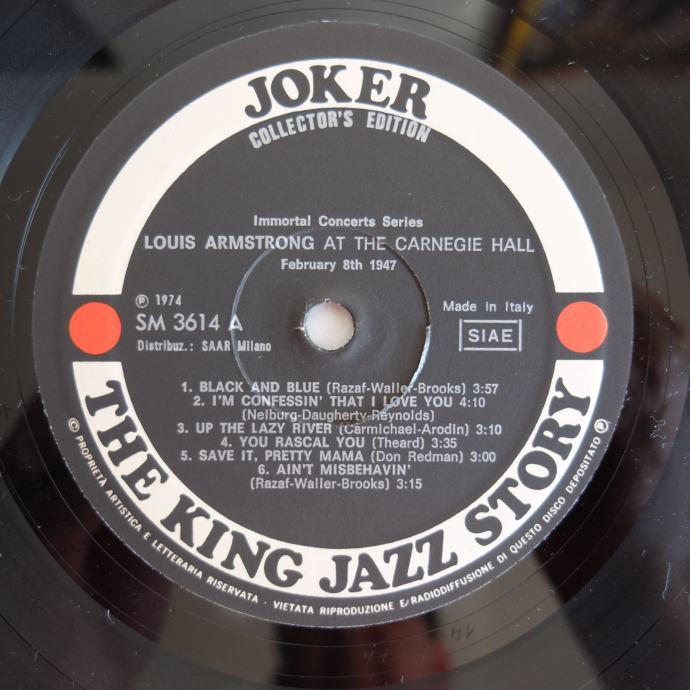 JOKER
COLLECTOR'S EDITION
Immortal Concerts Series
LOUIS ARMSTRONG AT THE CARNEGIE HALL
February 8th 1947
Ⓟ 1974
SM 3614 A
Distribuz.: SAAR Milano
Made in Italy
SIAE
1. BLACK AND BLUE (Razaf-Waller-Brooks) 3:57
2. I'M CONFESSIN' THAT I LOVE YOU 4:10
(Nelburg-Daugherty-Reynolds)
3. UP THE LAZY RIVER (Carmichael-Arodin) 3:10
4. YOU RASCAL YOU (Theard) 3:35
5. SAVE IT, PRETTY MAMA (Don Redman) 3:00
6. AIN'T MISBEHAVIN'
(Razaf-Waller-Brooks) 3:15
THE KING JAZZ STORY
© PROPRIETA ARTISTICA E LETTERARIA RISERVATA · VIETATA RIPRODUZIONE E RADIODIFFUSIONE DI QUESTO DISCO DEPOSITATO Ⓟ